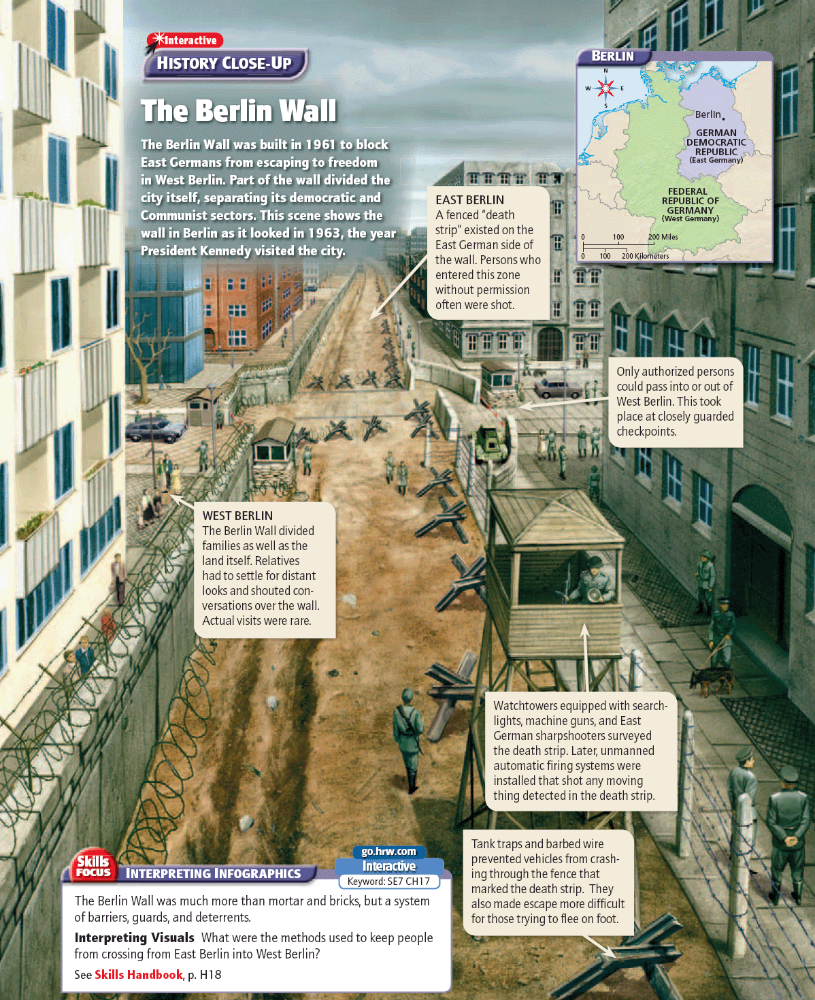 Interactive
HISTORY CLOSE-UP
The Berlin Wall
The Berlin Wall was built in 1961 to block
East Germans from escaping to freedom
in West Berlin. Part of the wall divided the
city itself, separating its democratic and
Communist sectors. This scene shows the
wall in Berlin as it looked in 1963, the year
President Kennedy visited the city.
BERLIN
N
W E
S
Berlin
GERMAN
DEMOCRATIC
REPUBLIC
(East Germany)
FEDERAL
REPUBLIC OF
GERMANY
(West Germany)
0 100 200 Miles
0 100 200 Kilometers
EAST BERLIN
A fenced “death
strip” existed on the
East German side of
the wall. Persons who
entered this zone
without permission
often were shot.
Only authorized persons
could pass into or out of
West Berlin. This took
place at closely guarded
checkpoints.
WEST BERLIN
The Berlin Wall divided
families as well as the
land itself. Relatives
had to settle for distant
looks and shouted con-
versations over the wall.
Actual visits were rare.
Watchtowers equipped with search-
lights, machine guns, and East
German sharpshooters surveyed
the death strip. Later, unmanned
automatic firing systems were
installed that shot any moving
thing detected in the death strip.
Tank traps and barbed wire
prevented vehicles from crash-
ing through the fence that
marked the death strip. They
also made escape more difficult
for those trying to flee on foot.
Skills
FOCUS
INTERPRETING INFOGRAPHICS
go.hrw.com
Interactive
Keyword: SE7 CH17
The Berlin Wall was much more than mortar and bricks, but a system
of barriers, guards, and deterrents.
Interpreting Visuals What were the methods used to keep people
from crossing from East Berlin into West Berlin?
See Skills Handbook, p. H18